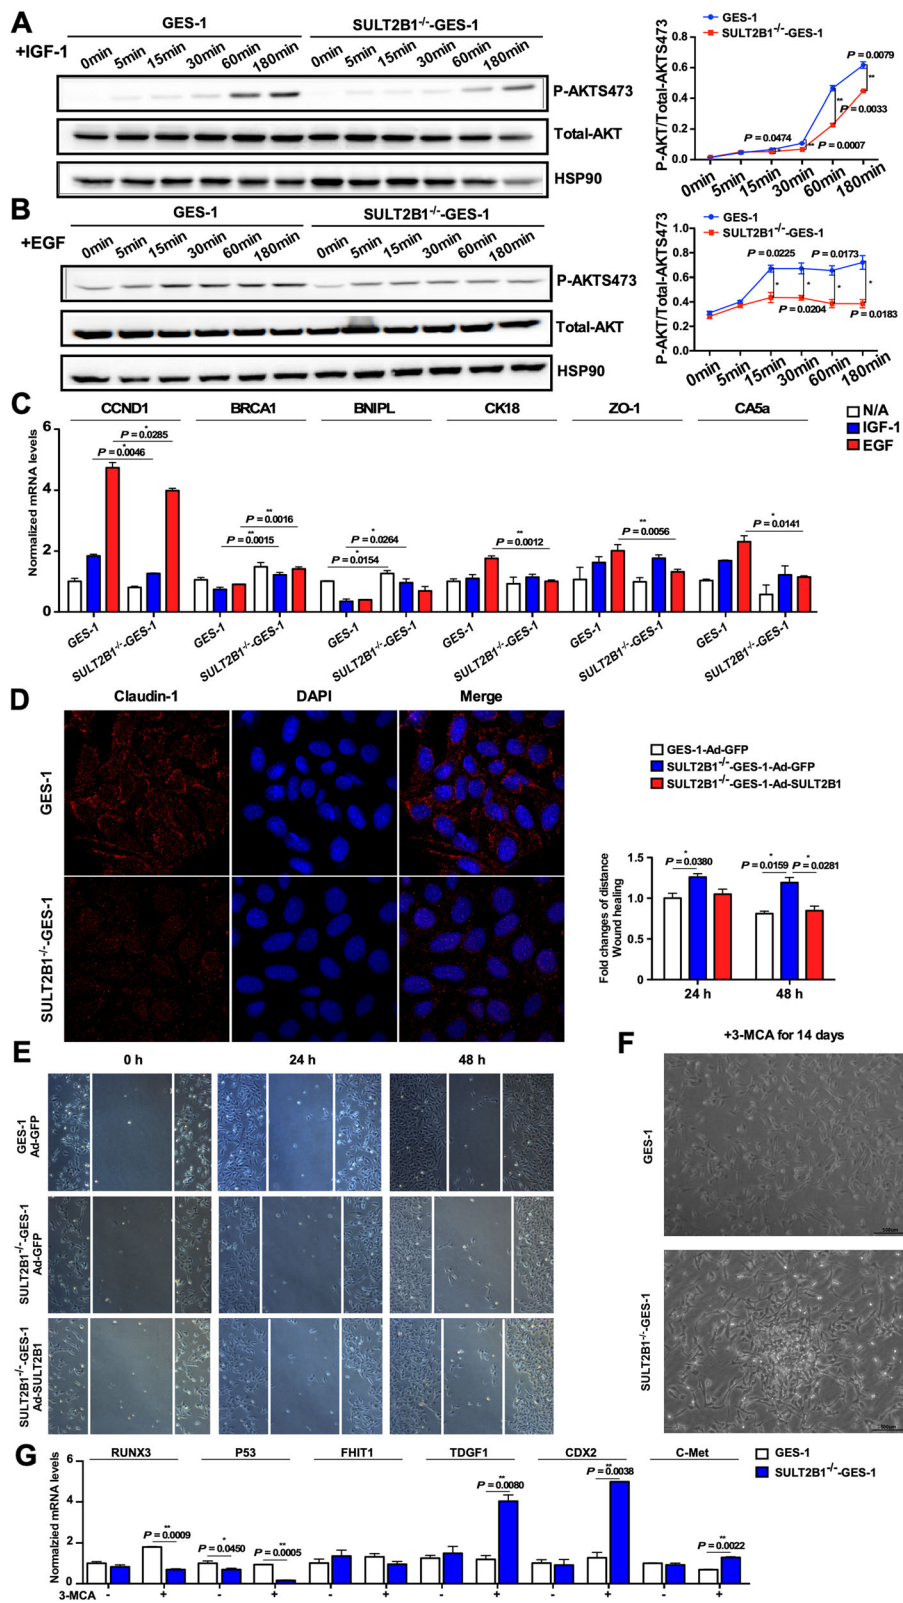 A
GES-1
SULT2B1-/--GES-1
+IGF-1
0min 5min 15min 30min 60min 180min 0min 5min 15min 30min 60min 180min
P-AKTS473
Total-AKT
HSP90
GES-1
SULT2B1-/--GES-1
P-AKT/Total-AKTS473
0.8
0.6
0.4
0.2
0.0
P = 0.0079
**
**
P = 0.0033
P = 0.0474
*
**
P = 0.0007
0min 5min 15min 30min 60min 180min
B
GES-1
SULT2B1-/--GES-1
+EGF
0min 5min 15min 30min 60min 180min 0min 5min 15min 30min 60min 180min
P-AKTS473
Total-AKT
HSP90
GES-1
SULT2B1-/--GES-1
P-AKT/Total-AKTS473
1.0
0.8
0.6
0.4
0.2
0.0
P = 0.0225
P = 0.0173
* * * *
P = 0.0204
P = 0.0183
0min 5min 15min 30min 60min 180min
C
CCND1 BRCA1 BNIPL CK18 ZO-1 CA5a
N/A
IGF-1
EGF
Normalized mRNA levels
6
4
2
0
*
P = 0.0285
*
P = 0.0046
**
P = 0.0016
**
P = 0.0015
*
P = 0.0264
*
P = 0.0154
**
P = 0.0012
**
P = 0.0056
*
P = 0.0141
GES-1 SULT2B1-/--GES-1 GES-1 SULT2B1-/--GES-1 GES-1 SULT2B1-/--GES-1 GES-1 SULT2B1-/--GES-1 GES-1 SULT2B1-/--GES-1 GES-1 SULT2B1-/--GES-1
D
Claudin-1 DAPI Merge
GES-1
SULT2B1-/--GES-1
GES-1-Ad-GFP
SULT2B1-/--GES-1-Ad-GFP
SULT2B1-/--GES-1-Ad-SULT2B1
Fold changes of distance
Wound healing
1.5
1.0
0.5
0
*
P = 0.0380
* *
P = 0.0159 P = 0.0281
24 h 48 h
E
0 h 24 h 48 h
GES-1
Ad-GFP
SULT2B1-/--GES-1
Ad-GFP
SULT2B1-/--GES-1
Ad-SULT2B1
F
+3-MCA for 14 days
GES-1
SULT2B1-/--GES-1
G
RUNX3 P53 FHIT1 TDGF1 CDX2 C-Met
GES-1
SULT2B1-/--GES-1
Normalzied mRNA levels
6
4
2
0
**
P = 0.0009
*
P = 0.0450
**
P = 0.0005
**
P = 0.0080
**
P = 0.0038
**
P = 0.0022
3-MCA - + - + - + - + - + - +